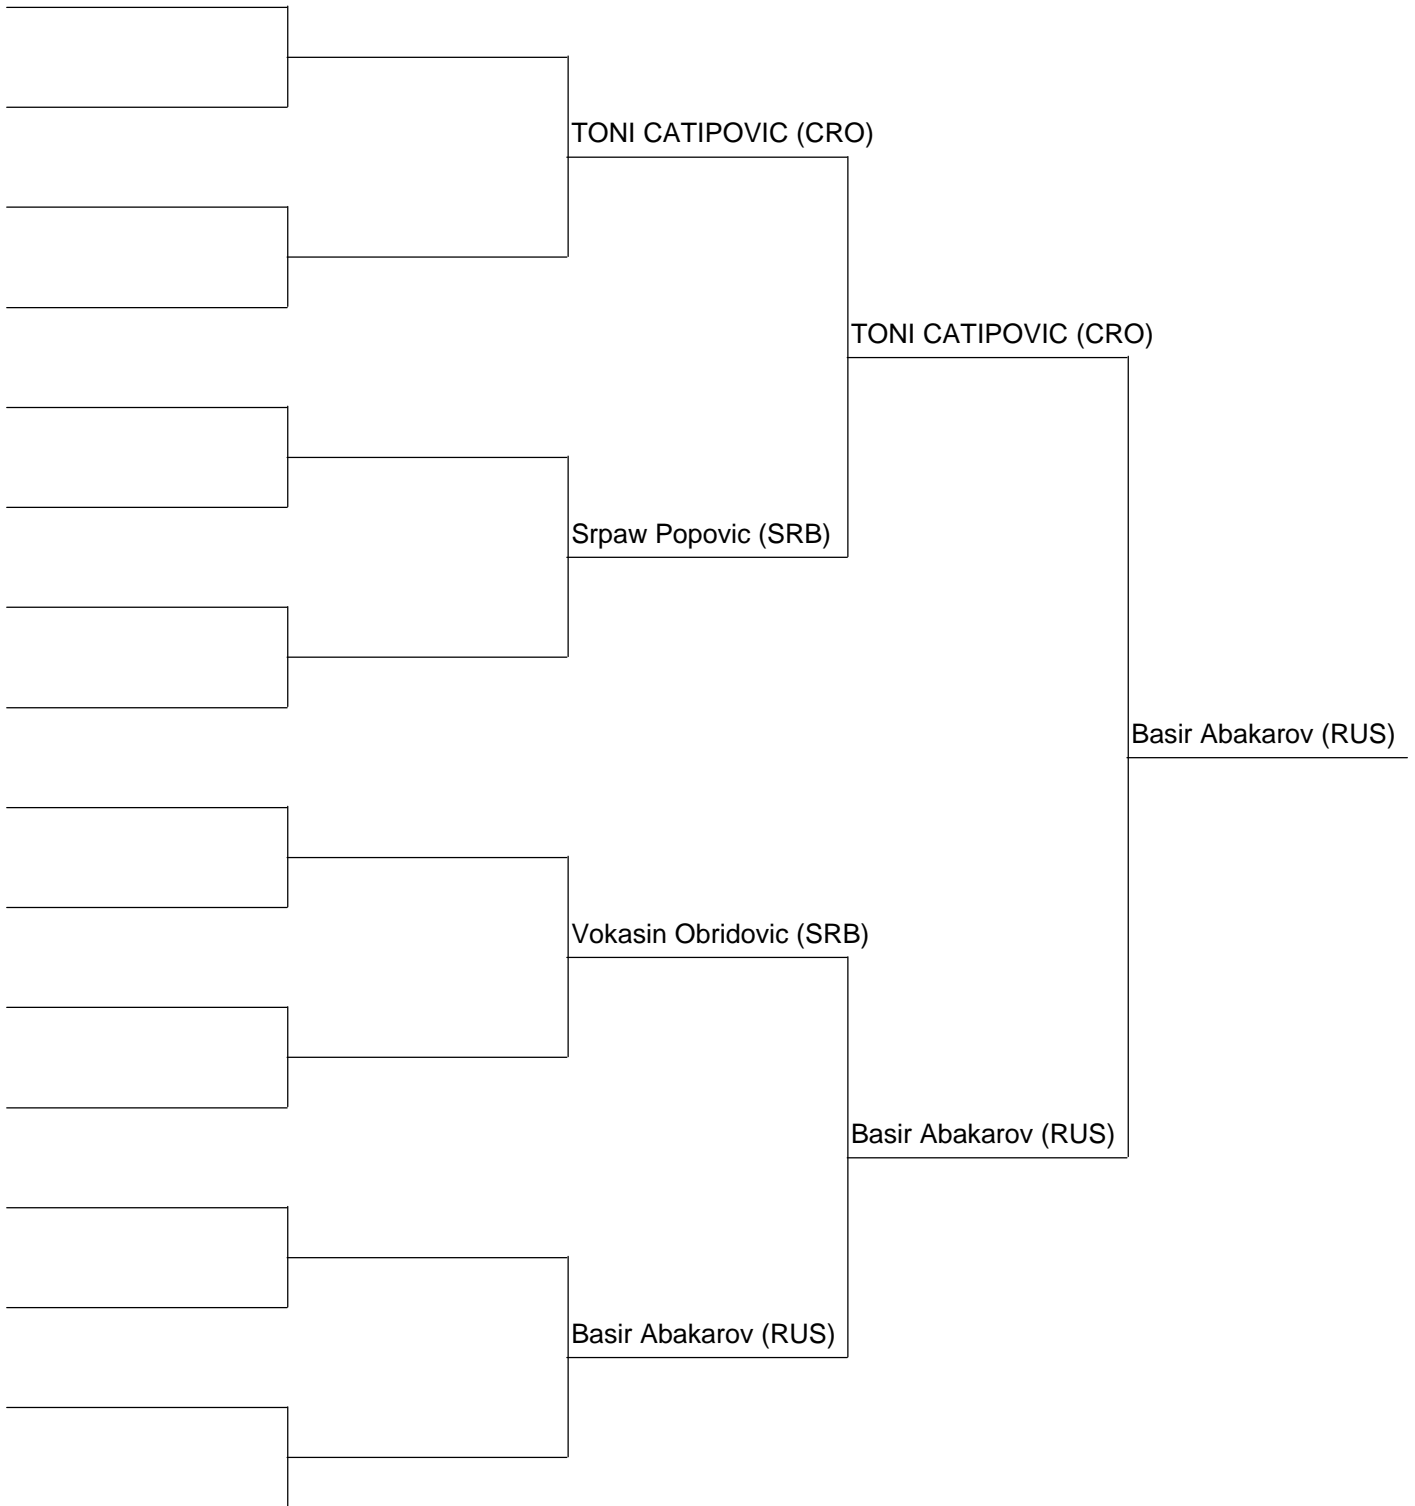 TONI CATIPOVIC (CRO)
TONI CATIPOVIC (CRO)
Srpaw Popovic (SRB)
Basir Abakarov (RUS)
Vokasin Obridovic (SRB)
Basir Abakarov (RUS)
Basir Abakarov (RUS)